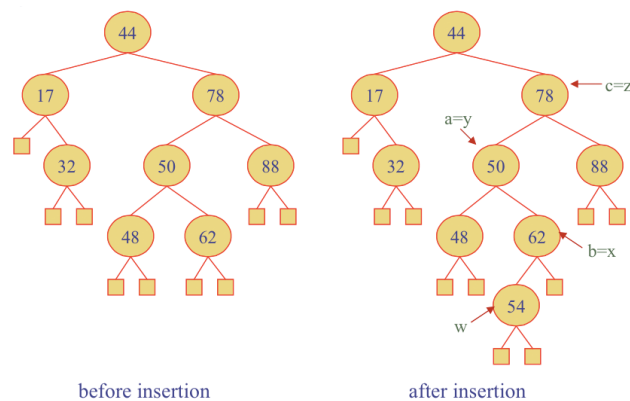 44
17
78
32
50
88
48
62
before insertion
44
17
78
c=z
a=y
32
50
88
48
62
b=x
54
w
after insertion